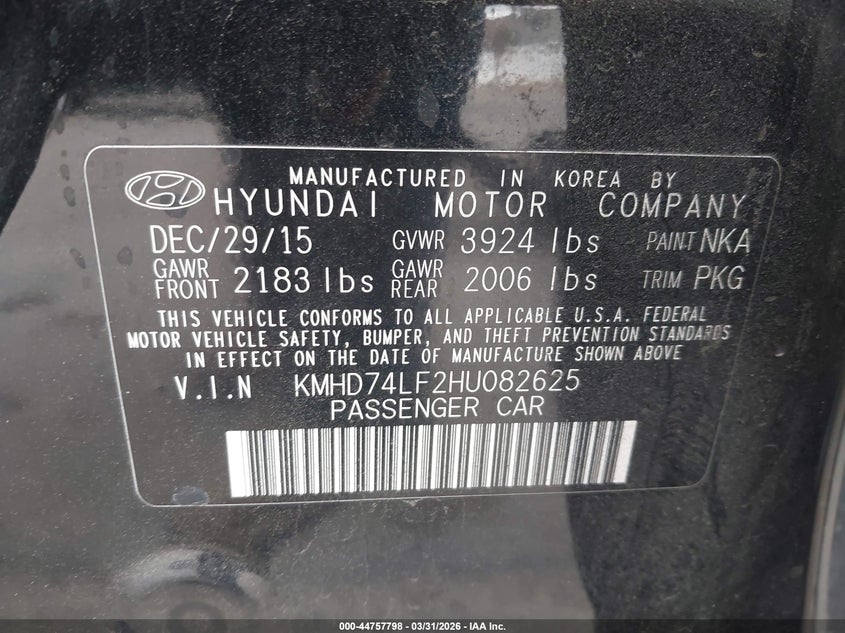 MANUFACTURED IN KOREA BY
HYUNDAI MOTOR COMPANY
DEC/29/15 GVWR 3924 lbs PAINT NKA
GAWR FRONT 2183 lbs GAWR REAR 2006 lbs TRIM PKG
THIS VEHICLE CONFORMS TO ALL APPLICABLE U.S.A. FEDERAL
MOTOR VEHICLE SAFETY, BUMPER, AND THEFT PREVENTION STANDARDS
IN EFFECT ON THE DATE OF MANUFACTURE SHOWN ABOVE
V.I.N KMHD74LF2HU082625
PASSENGER CAR
000-44757798 - 03/31/2026 - IAA Inc.